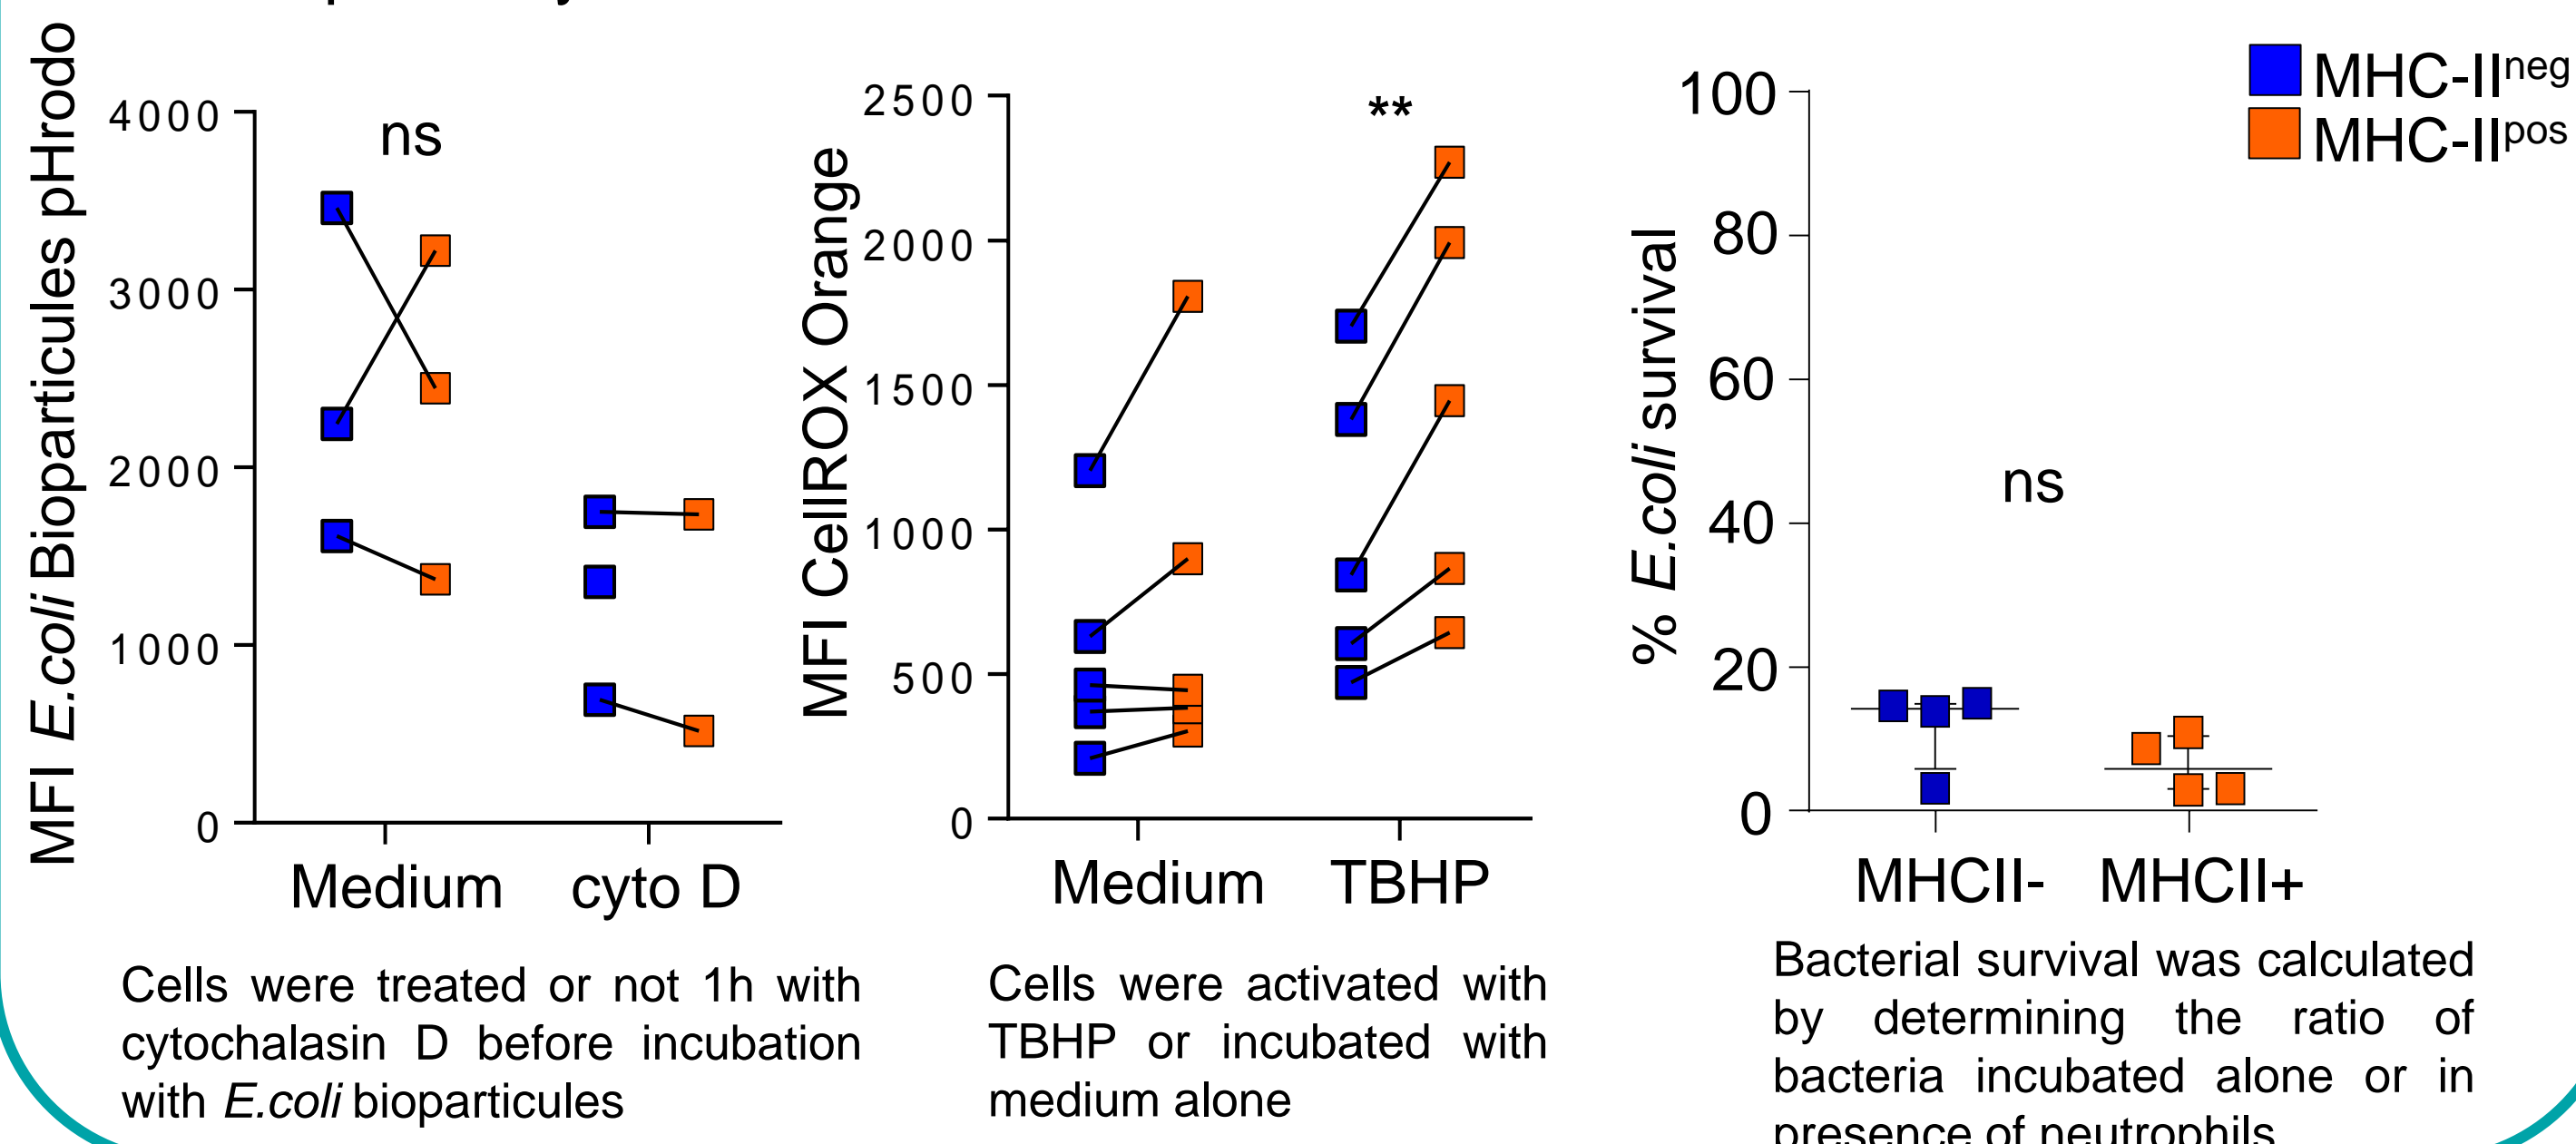 MHC-IIneg
MHC-IIpos
MFI E.coli Bioparticules pHrodo
4000
3000
2000
1000
0
ns
Medium cyto D
Cells were treated or not 1h with
cytochalasin D before incubation
with E.coli bioparticules
MFI CellROX Orange
2500
2000
1500
1000
500
0
**
Medium TBHP
Cells were activated with
TBHP or incubated with
medium alone
% E.coli survival
100
80
60
40
20
0
ns
MHCII- MHCII+
Bacterial survival was calculated
by determining the ratio of
bacteria incubated alone or in
presence of neutrophils